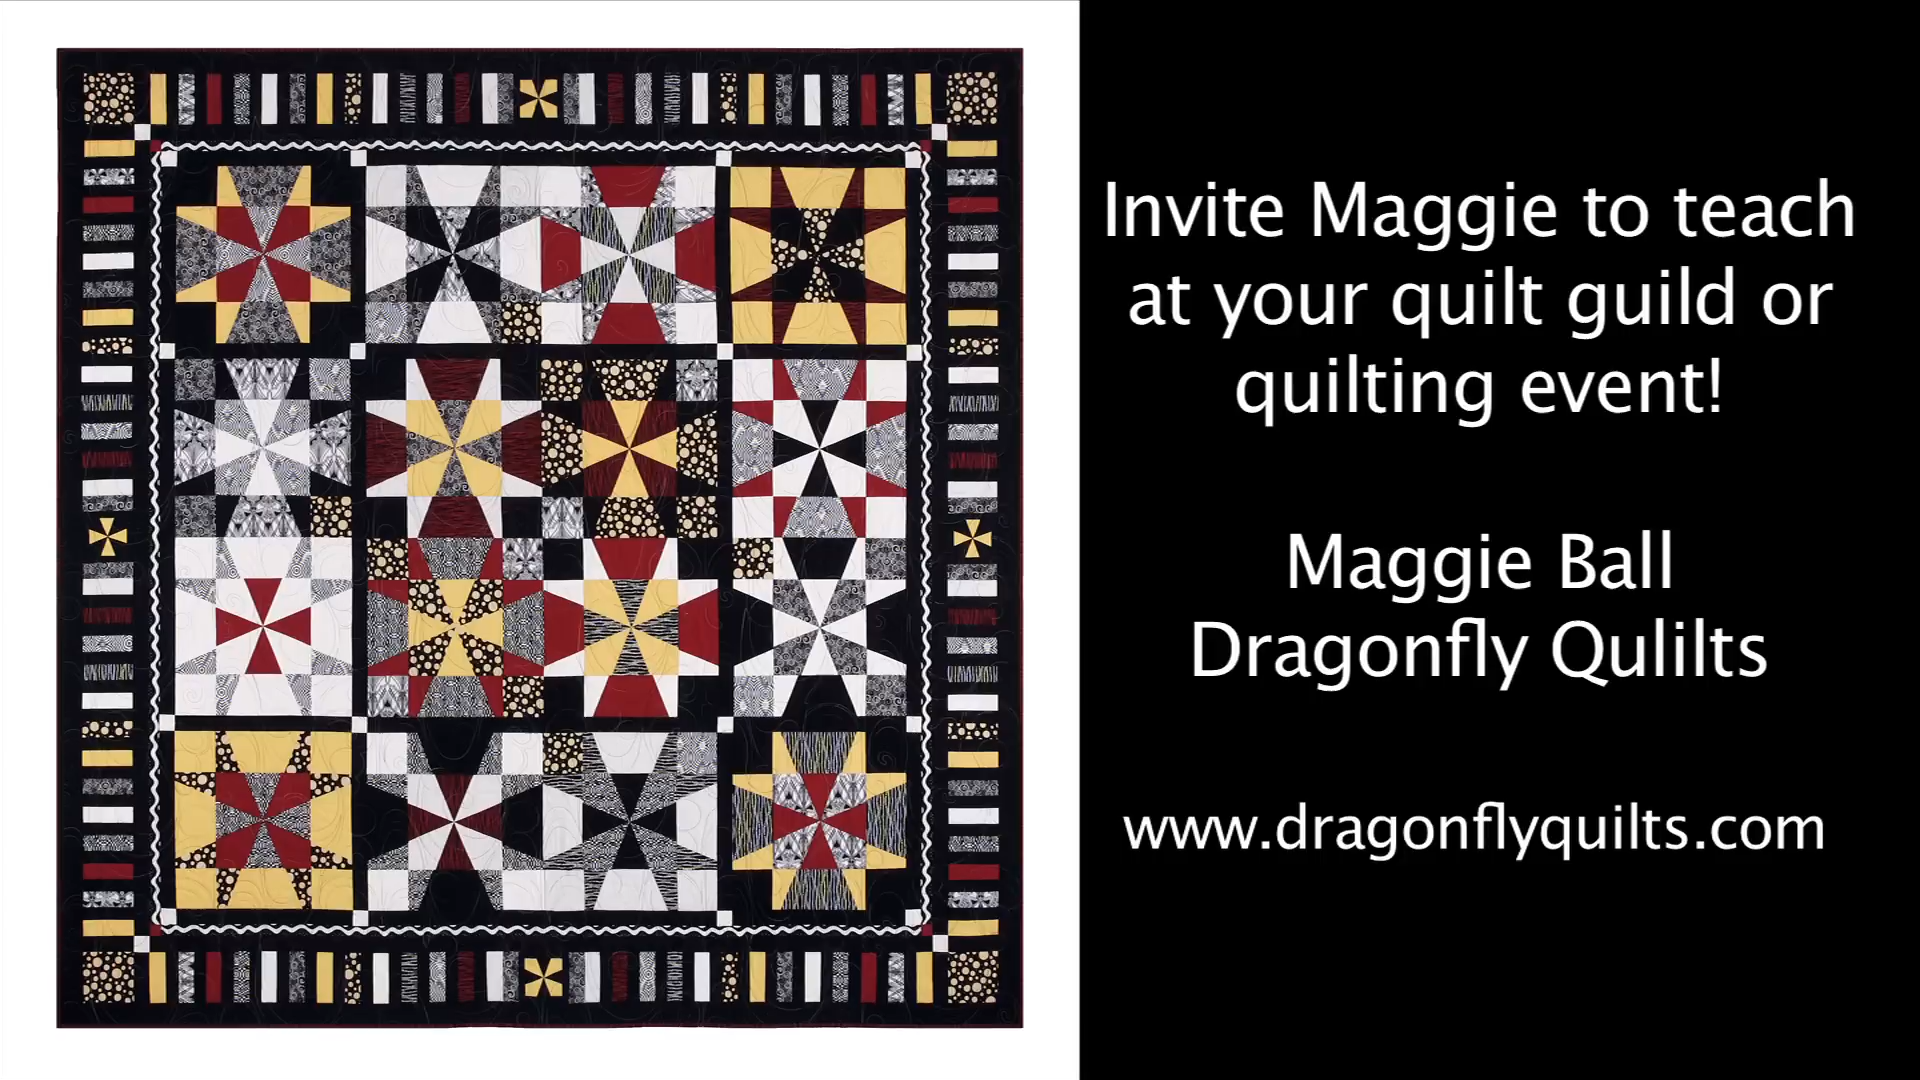 Invite Maggie to teach
at your quilt guild or
quilting event!
Maggie Ball
Dragonfly Qulilts
www.dragonflyquilts.com